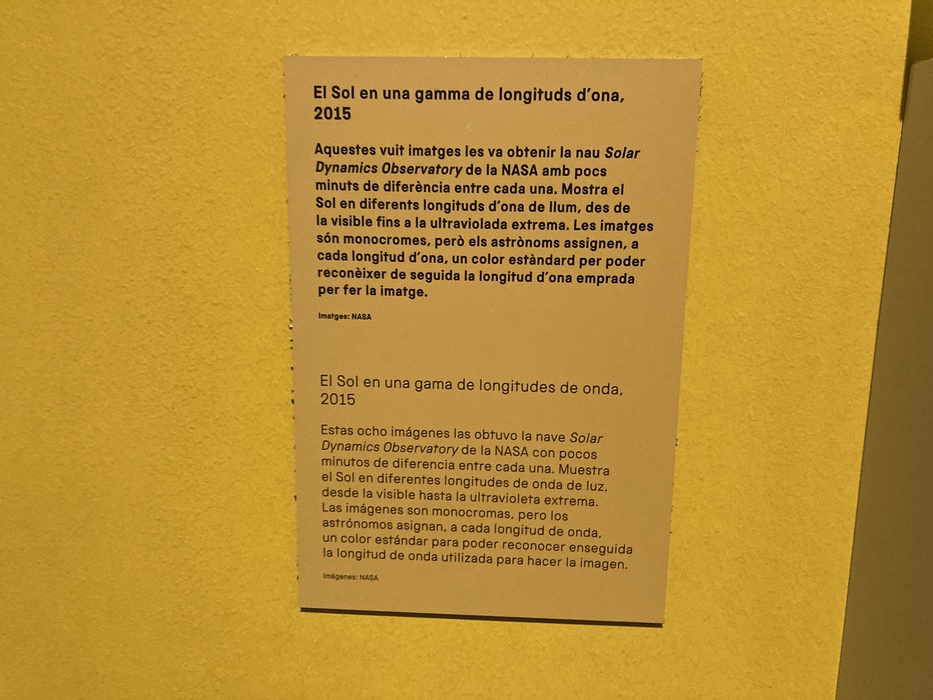 El Sol en una gamma de longituds d'ona,
2015
Aquestes vuit imatges les va obtenir la nau Solar
Dynamics Observatory de la NASA amb pocs
minuts de diferència entre cada una. Mostra el
Sol en diferents longituds d'ona de llum, des de
la visible fins a la ultraviolada extrema. Les imatges
són monocromes, però els astrònoms assignen, a
cada longitud d'ona, un color estàndard per poder
reconèixer de seguida la longitud d'ona emprada
per fer la imatge.
Imatges: NASA
El Sol en una gama de longitudes de onda,
2015
Estas ocho imágenes las obtuvo la nave Solar
Dynamics Observatory de la NASA con pocos
minutos de diferencia entre cada una. Muestra
el Sol en diferentes longitudes de onda de luz,
desde la visible hasta la ultravioleta extrema.
Las imágenes son monocromas, pero los
astrónomos asignan, a cada longitud de onda,
un color estándar para poder reconocer enseguida
la longitud de onda utilizada para hacer la imagen.
Imágenes: NASA